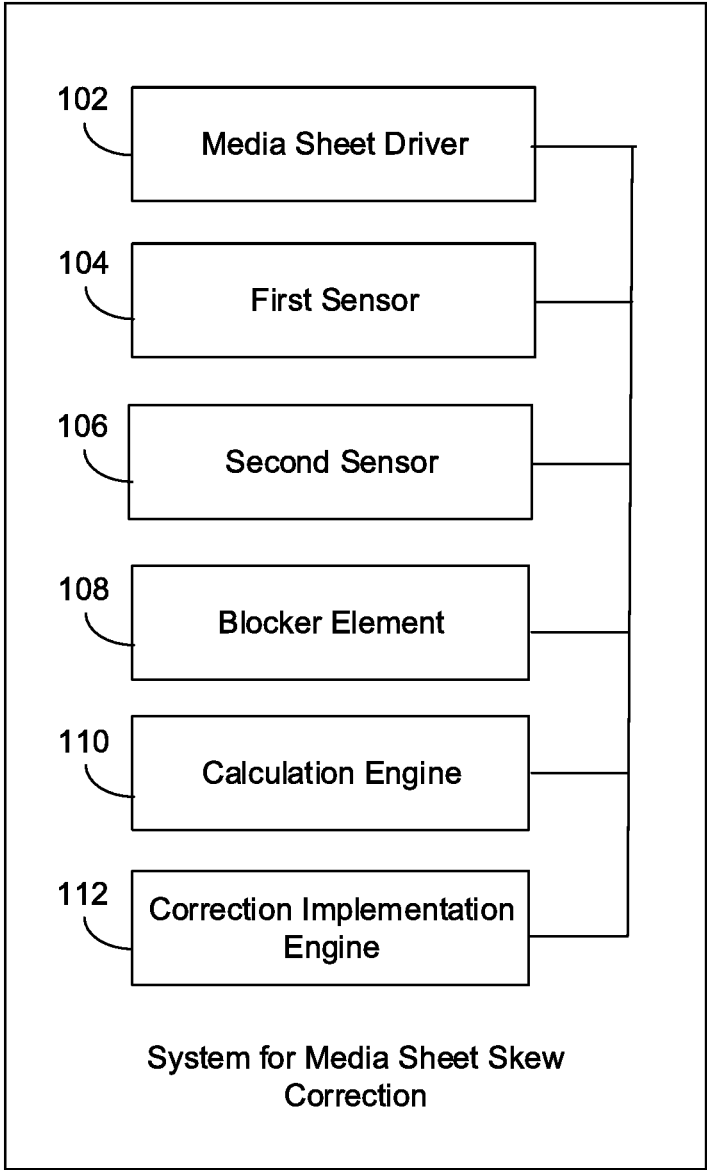 102
Media Sheet Driver
104
First Sensor
106
Second Sensor
108
Blocker Element
110
Calculation Engine
112
Correction Implementation
Engine
System for Media Sheet Skew
Correction